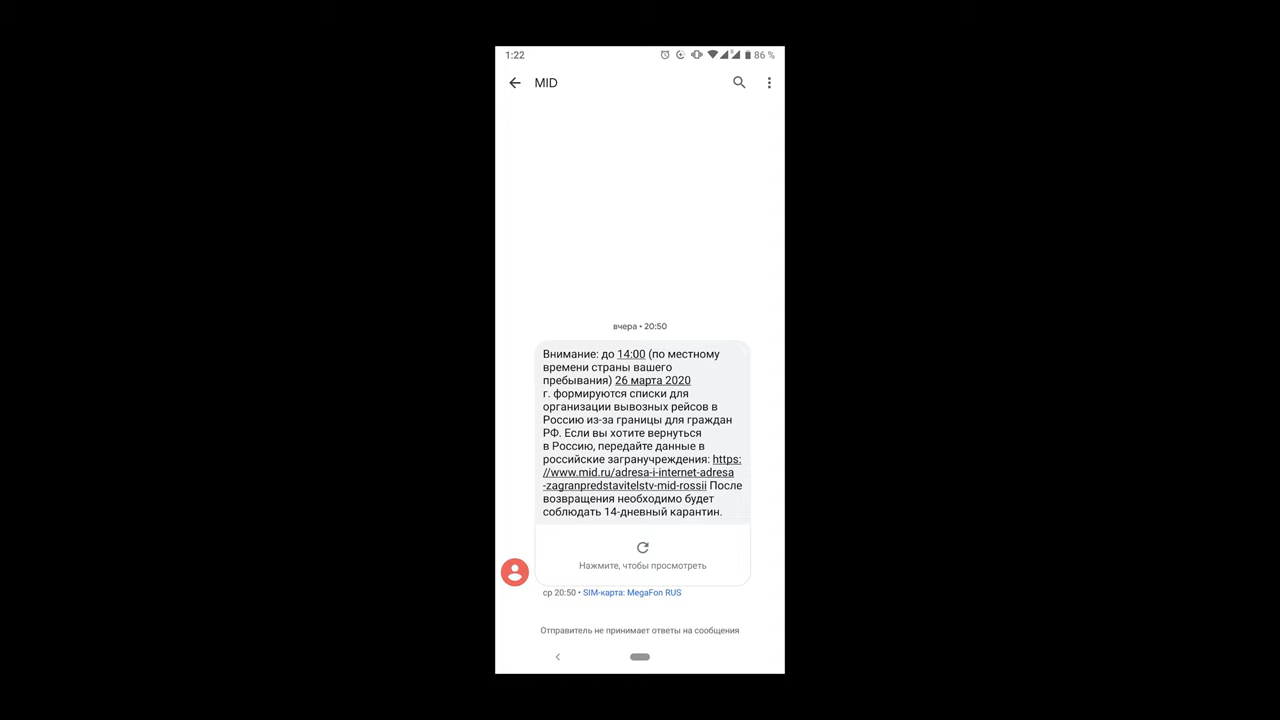 1:22
86 %
MID
вчера • 20:50
Внимание: до 14:00 (по местному
времени страны вашего
пребывания) 26 марта 2020
г. формируются списки для
организации вывозных рейсов в
Россию из-за границы для граждан
РФ. Если вы хотите вернуться
в Россию, передайте данные в
российские загранучреждения: https:
//www.mid.ru/adresa-i-internet-adresa
-zagranpredstavitelstv-mid-rossii После
возвращения необходимо будет
соблюдать 14-дневный карантин.
Нажмите, чтобы просмотреть
ср 20:50 • SIM-карта: MegaFon RUS
Отправитель не принимает ответы на сообщения